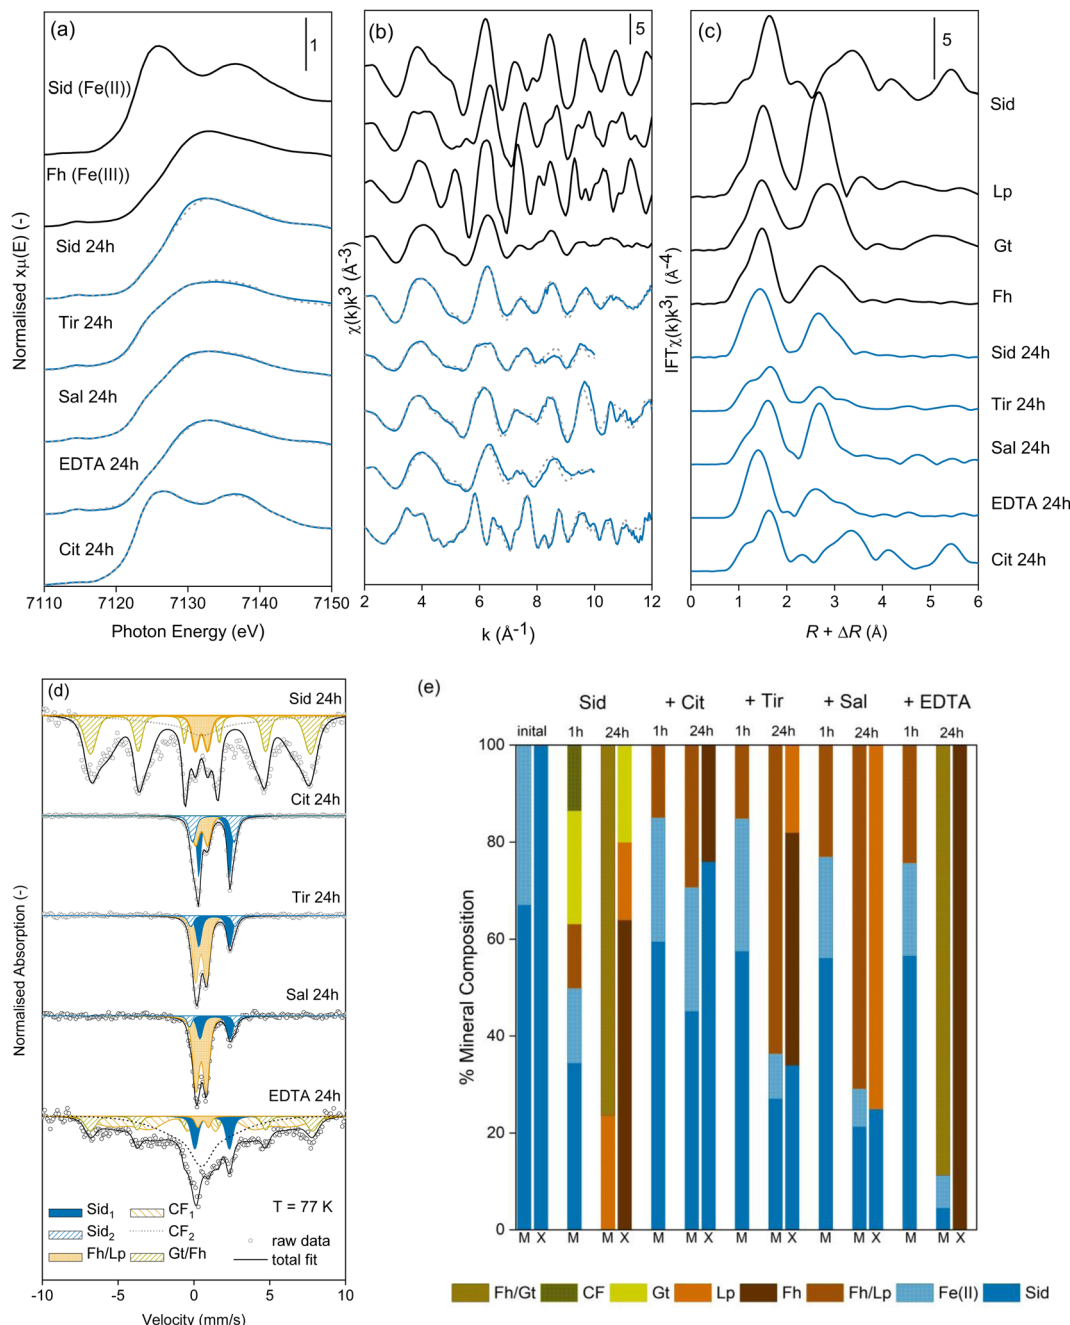 (a)
1
Sid (Fe(II))
Fh (Fe(III))
Sid 24h
Tir 24h
Sal 24h
EDTA 24h
Cit 24h
Normalised xμ(E) (-)
7110 7120 7130 7140 7150
Photon Energy (eV)
(b)
5
χ(k)k³ (Å⁻³)
2 4 6 8 10 12
k (Å⁻¹)
(c)
5
Sid
Lp
Gt
Fh
Sid 24h
Tir 24h
Sal 24h
EDTA 24h
Cit 24h
IFTχ(k)k³I (Å⁻⁴)
0 1 2 3 4 5 6
R + ΔR (Å)
(d)
Sid 24h
Cit 24h
Tir 24h
Sal 24h
EDTA 24h
Normalised Absorption (-)
T = 77 K
Sid₁ CF₁
Sid₂ CF₂ raw data
Fh/Lp Gt/Fh total fit
-10 -5 0 5 10
Velocity (mm/s)
(e)
Sid + Cit + Tir + Sal + EDTA
inital 1h 24h 1h 24h 1h 24h 1h 24h 1h 24h
100
80
60
40
20
0
% Mineral Composition
M X M M X M M X M M X M M X M M X
Fh/Gt CF Gt Lp Fh Fh/Lp Fe(II) Sid